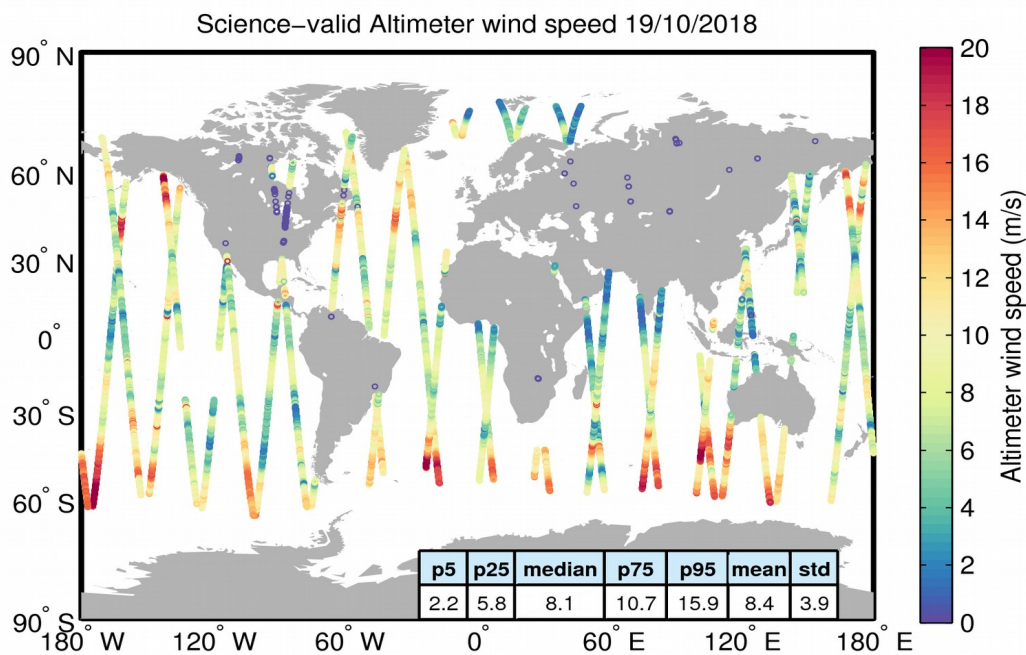 Science−valid Altimeter wind speed 19/10/2018
90° N
60° N
30° N
0°
30° S
60° S
90° S
180° W
120° W
60° W
0°
60° E
120° E
180° E
p5 p25 median p75 p95 mean std
2.2 5.8 8.1 10.7 15.9 8.4 3.9
20
18
16
14
12
10
8
6
4
2
0
Altimeter wind speed (m/s)